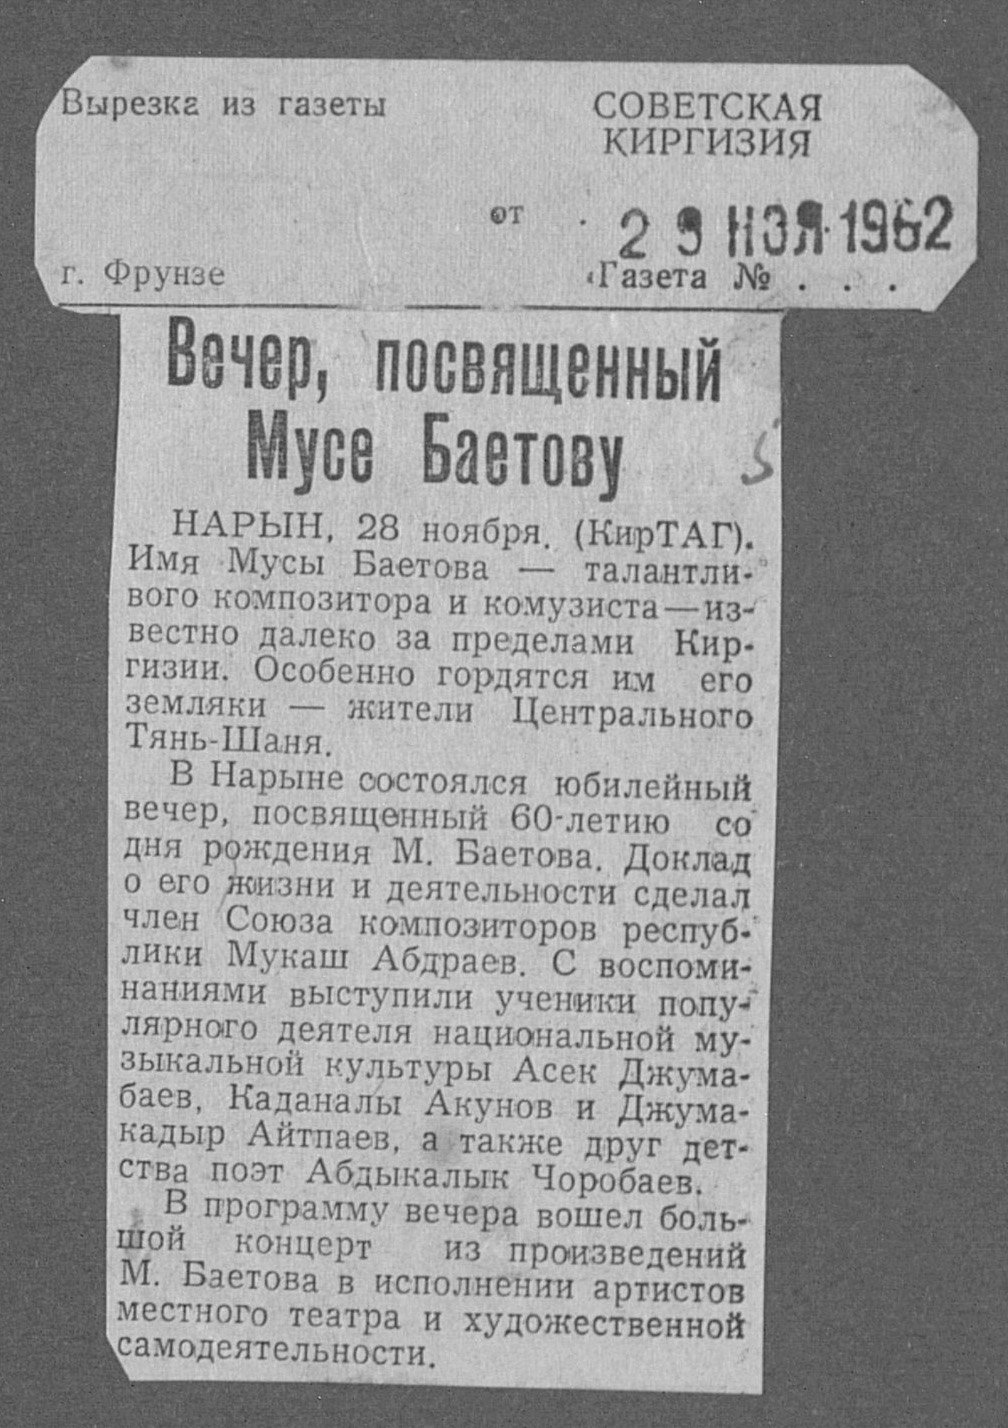 Вырезка из газеты
СОВЕТСКАЯ
КИРГИЗИЯ
от
29 НОЯ 1962
г. Фрунзе
Газета № . . .
Вечер, посвященный
Мусе Баетову
5
НАРЫН, 28 ноября. (КирТАГ).
Имя Мусы Баетова — талантли-
вого композитора и комузиста — из-
вестно далеко за пределами Кир-
гизии. Особенно гордятся им его
земляки — жители Центрального
Тянь-Шаня.
В Нарыне состоялся юбилейный
вечер, посвященный 60-летию со
дня рождения М. Баетова. Доклад
о его жизни и деятельности сделал
член Союза композиторов респуб-
лики Мукаш Абдраев. С воспоми-
наниями выступили ученики попу-
лярного деятеля национальной му-
зыкальной культуры Асек Джума-
баев, Каданалы Акунов и Джума-
кадыр Айтпаев, а также друг дет-
ства поэт Абдыкалык Чоробаев.
В программу вечера вошел боль-
шой концерт из произведений
М. Баетова в исполнении артистов
местного театра и художественной
самодеятельности.